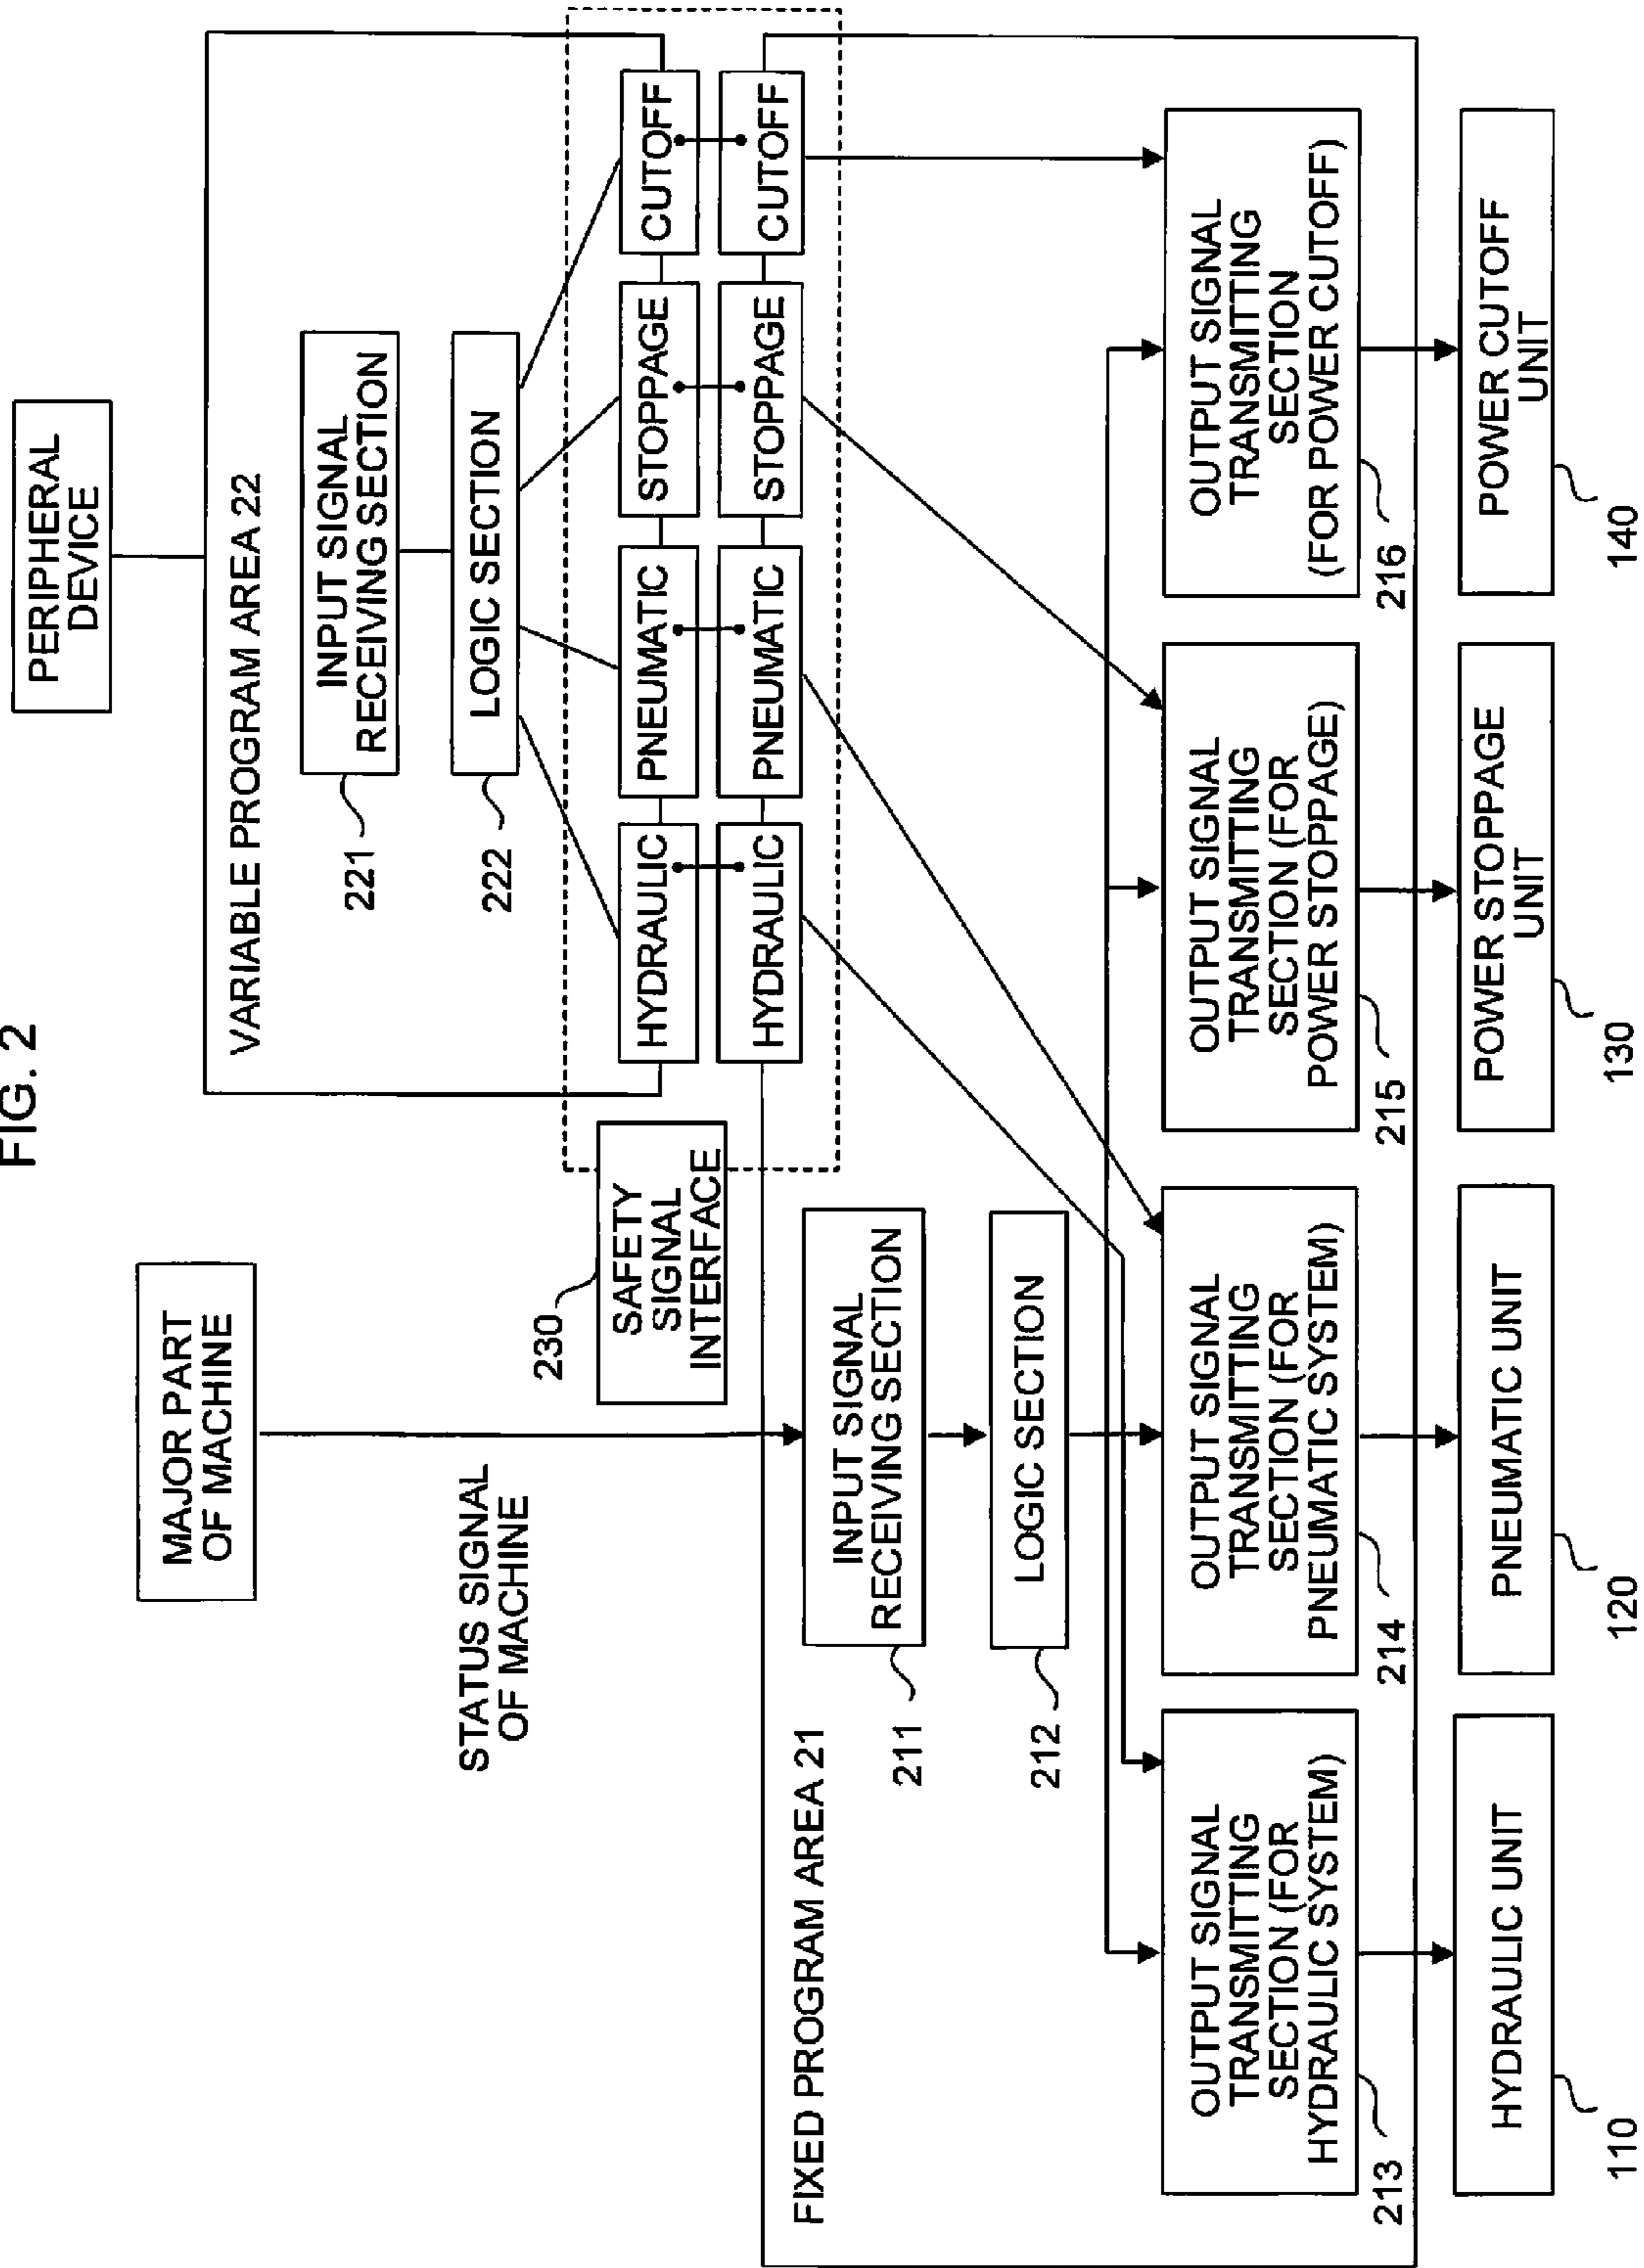 FIG. 2
PERIPHERAL
DEVICE
MAJOR PART
OF MACHINE
VARIABLE PROGRAM AREA 22
INPUT SIGNAL
RECEIVING SECTION
221
LOGIC SECTION
222
STATUS SIGNAL
OF MACHINE
230
SAFETY
SIGNAL
INTERFACE
HYDRAULIC
PNEUMATIC
STOPPAGE
CUTOFF
HYDRAULIC
PNEUMATIC
STOPPAGE
CUTOFF
FIXED PROGRAM AREA 21
INPUT SIGNAL
RECEIVING SECTION
211
LOGIC SECTION
212
OUTPUT SIGNAL
TRANSMITTING
SECTION (FOR
HYDRAULIC SYSTEM)
213
OUTPUT SIGNAL
TRANSMITTING
SECTION (FOR
PNEUMATIC SYSTEM)
214
OUTPUT SIGNAL
TRANSMITTING
SECTION (FOR
POWER STOPPAGE)
215
OUTPUT SIGNAL
TRANSMITTING
SECTION
(FOR POWER CUTOFF)
216
HYDRAULIC UNIT
110
PNEUMATIC UNIT
120
POWER STOPPAGE
UNIT
130
POWER CUTOFF
UNIT
140